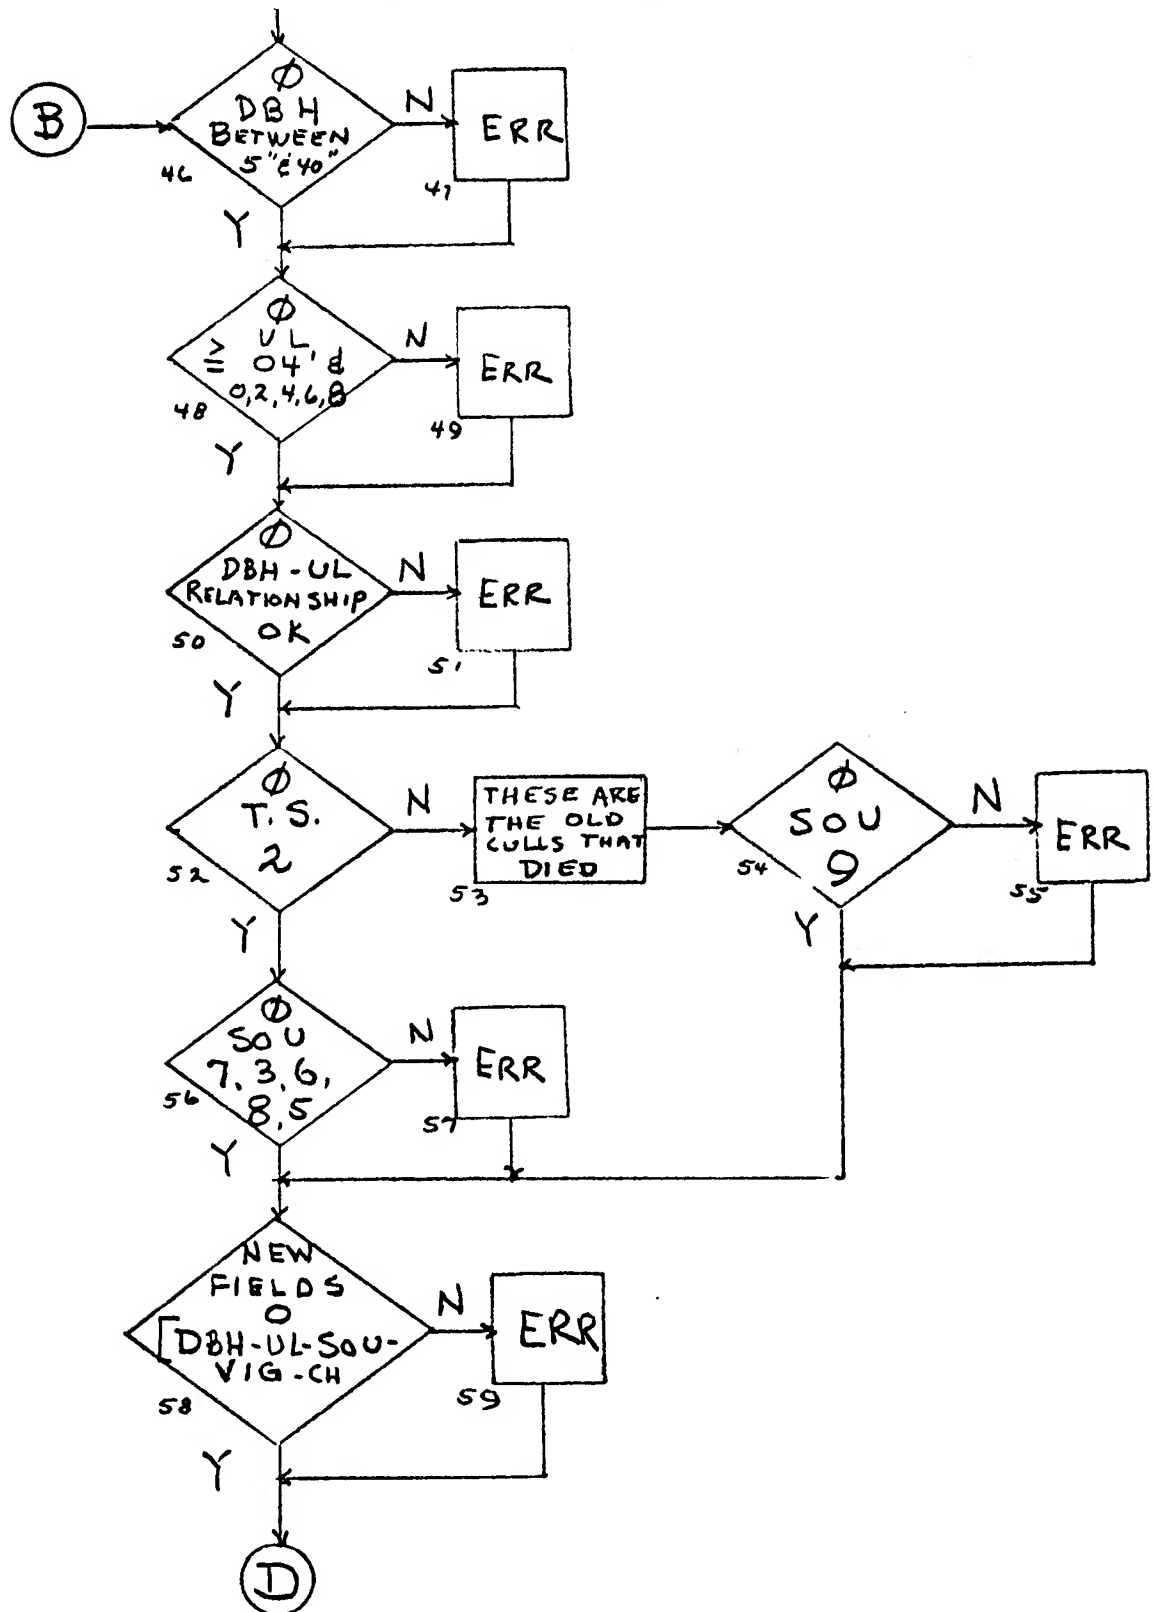 B
Ø
DBH
BETWEEN
5" & 40"
46
N
ERR
47
Y
Ø
UL
≥ 04' &
0,2,4,6,8
48
N
ERR
49
Y
Ø
DBH-UL
RELATIONSHIP
OK
50
N
ERR
51
Y
Ø
T.S.
2
52
N
THESE ARE
THE OLD
CULLS THAT
DIED
53
Ø
SOU
9
54
N
ERR
55
Y
Y
Ø
SOU
7,3,6,
8,5
56
N
ERR
57
Y
NEW
FIELDS
O
[DBH-UL-SOU-
VIG-CH
58
N
ERR
59
Y
D